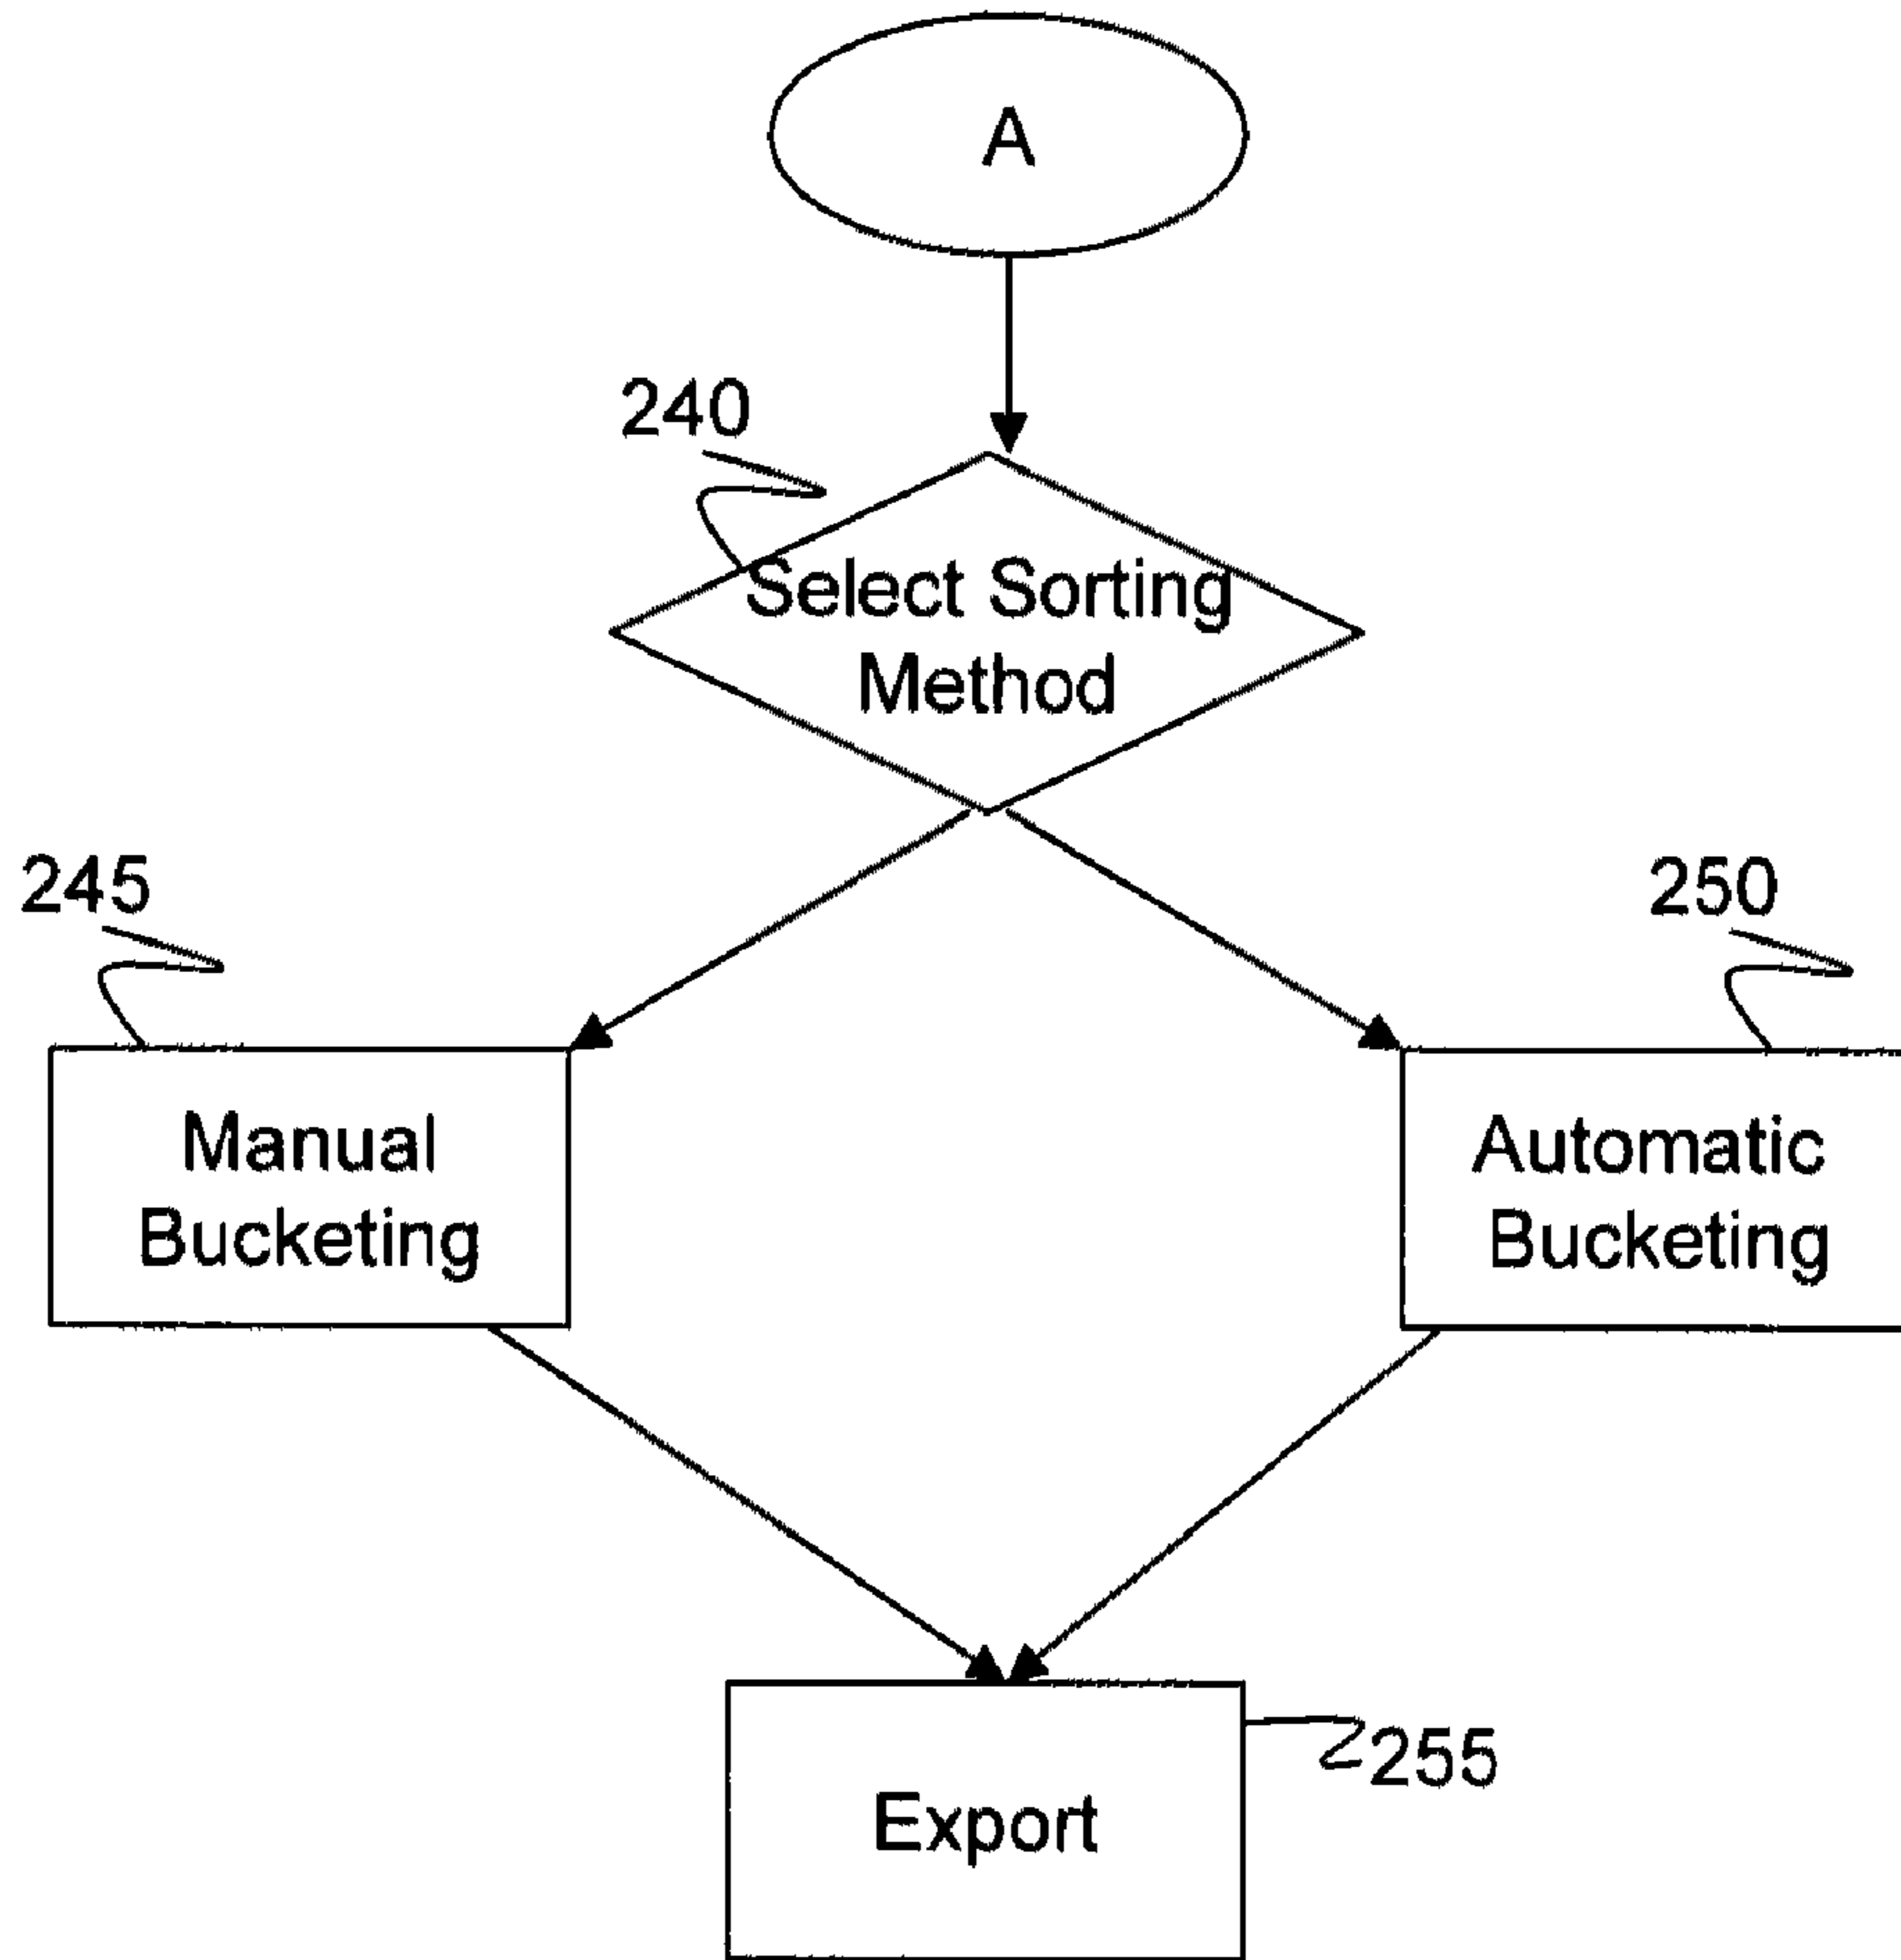 A
240
Select Sorting
Method
245
250
Manual
Bucketing
Automatic
Bucketing
255
Export